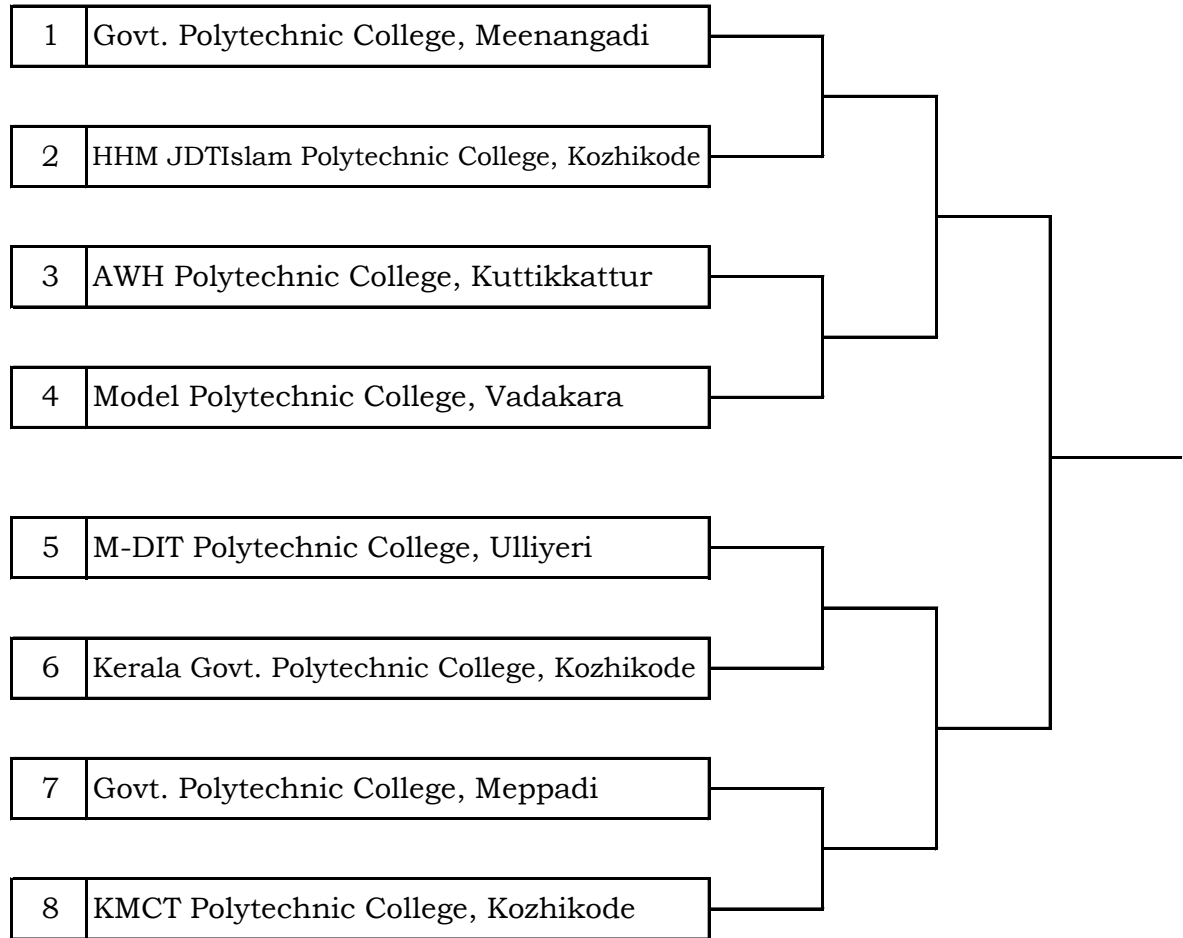 1 Govt. Polytechnic College, Meenangadi
2 HHM JDTIslam Polytechnic College, Kozhikode
3 AWH Polytechnic College, Kuttikkattur
4 Model Polytechnic College, Vadakara
5 M-DIT Polytechnic College, Ulliyeri
6 Kerala Govt. Polytechnic College, Kozhikode
7 Govt. Polytechnic College, Meppadi
8 KMCT Polytechnic College, Kozhikode